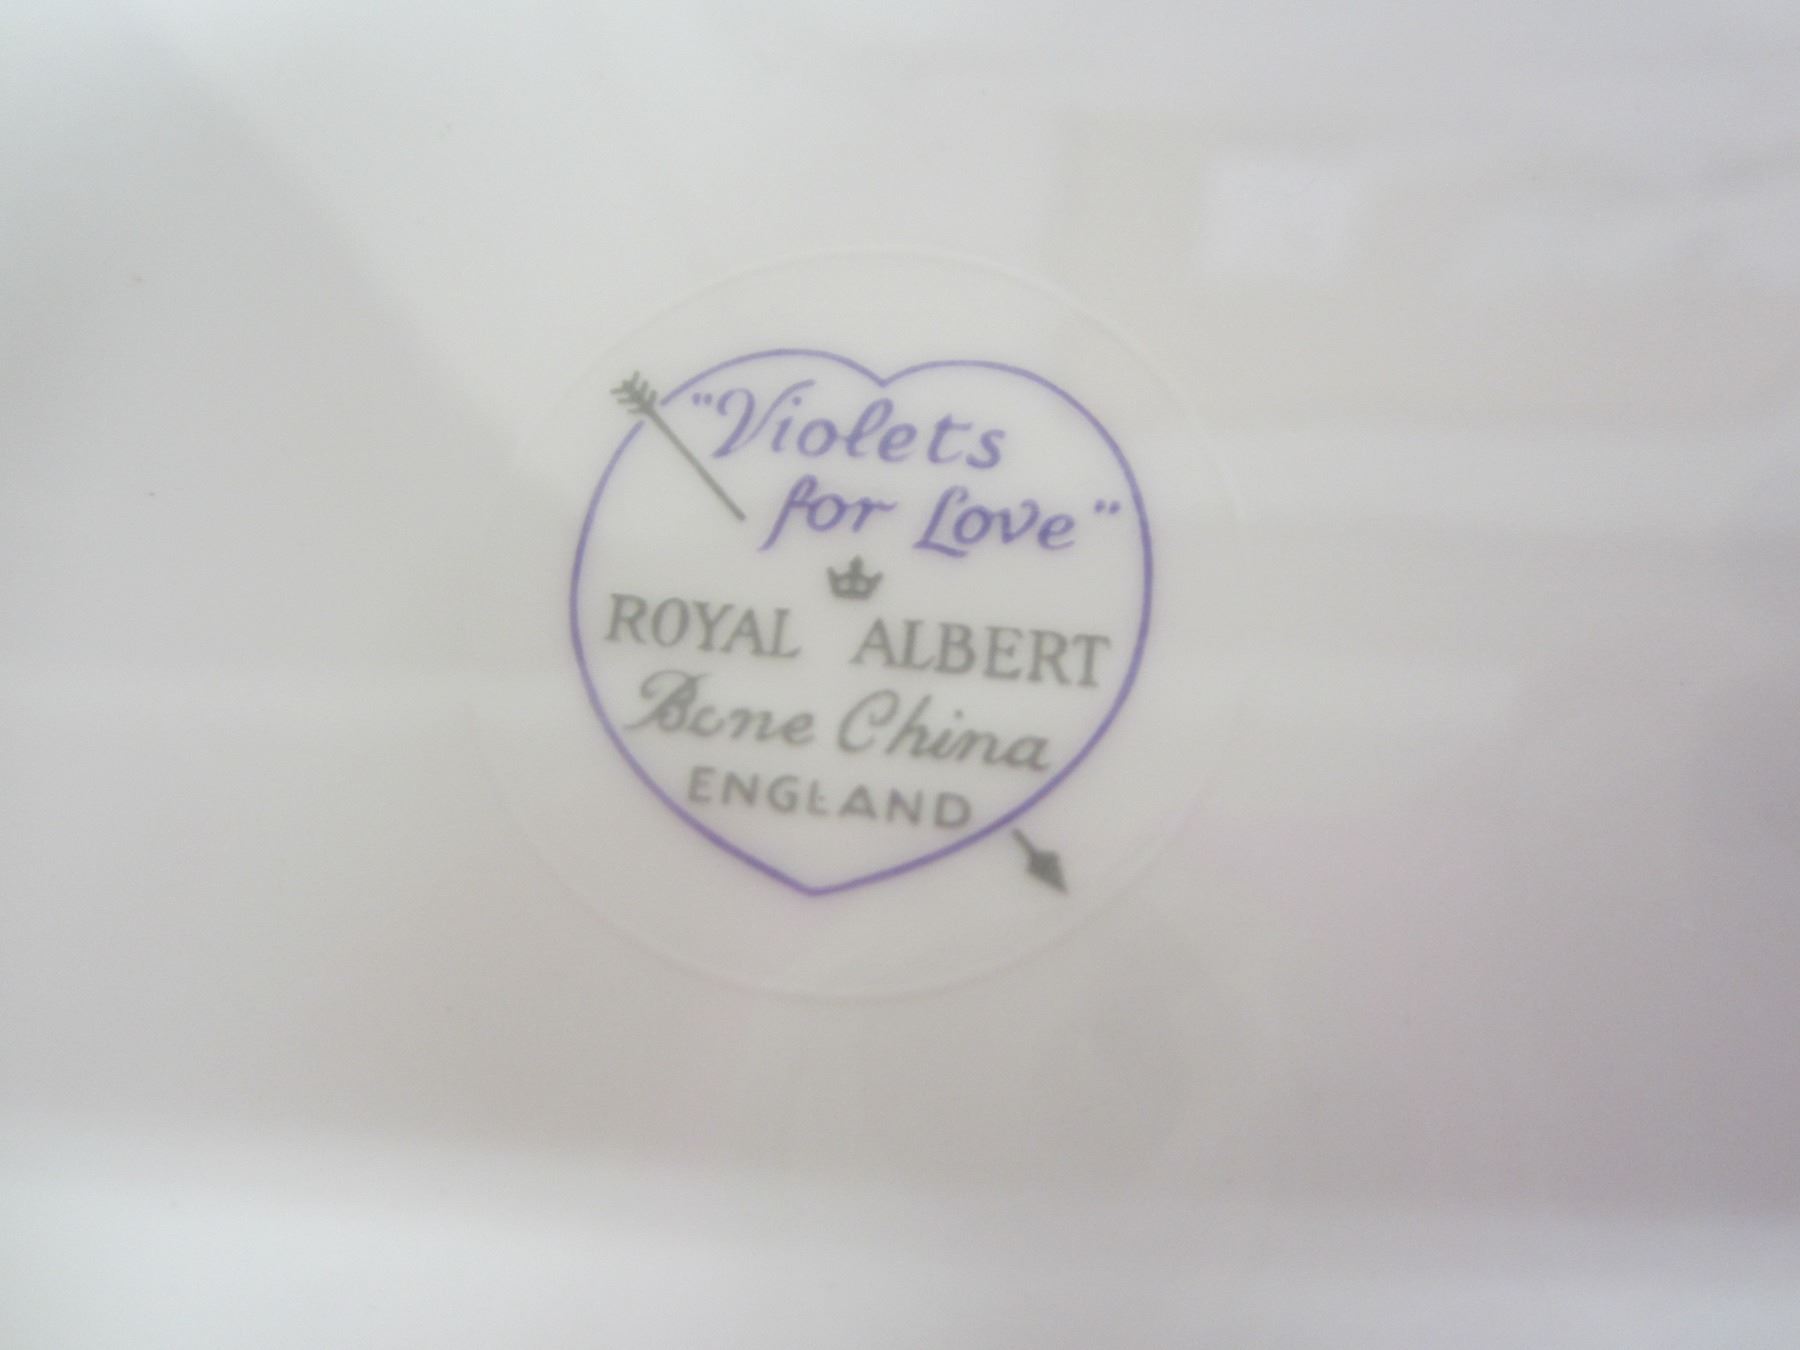 "Violets
for Love"
ROYAL ALBERT
Bone China
ENGLAND